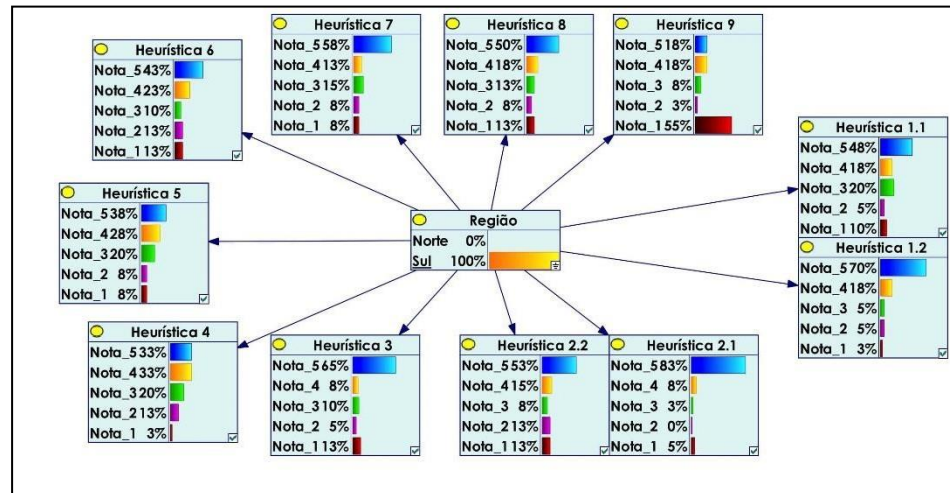 Heurística 6
Nota_5 43%
Nota_4 23%
Nota_3 10%
Nota_2 13%
Nota_1 13%
Heurística 7
Nota_5 58%
Nota_4 13%
Nota_3 15%
Nota_2 8%
Nota_1 8%
Heurística 8
Nota_5 50%
Nota_4 18%
Nota_3 13%
Nota_2 8%
Nota_1 13%
Heurística 9
Nota_5 18%
Nota_4 18%
Nota_3 8%
Nota_2 3%
Nota_1 55%
Heurística 1.1
Nota_5 48%
Nota_4 18%
Nota_3 20%
Nota_2 5%
Nota_1 10%
Heurística 5
Nota_5 38%
Nota_4 28%
Nota_3 20%
Nota_2 8%
Nota_1 8%
Região
Norte 0%
Sul 100%
Heurística 1.2
Nota_5 70%
Nota_4 18%
Nota_3 5%
Nota_2 5%
Nota_1 3%
Heurística 4
Nota_5 33%
Nota_4 33%
Nota_3 20%
Nota_2 13%
Nota_1 3%
Heurística 3
Nota_5 65%
Nota_4 8%
Nota_3 10%
Nota_2 5%
Nota_1 13%
Heurística 2.2
Nota_5 53%
Nota_4 15%
Nota_3 8%
Nota_2 13%
Nota_1 13%
Heurística 2.1
Nota_5 83%
Nota_4 8%
Nota_3 3%
Nota_2 0%
Nota_1 5%